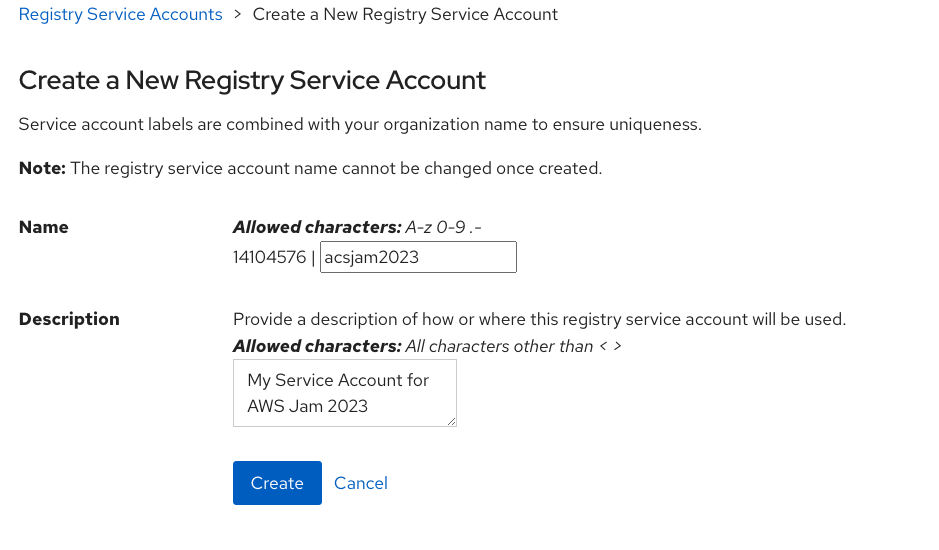 Registry Service Accounts > Create a New Registry Service Account
Create a New Registry Service Account
Service account labels are combined with your organization name to ensure uniqueness.
Note: The registry service account name cannot be changed once created.
Name
Allowed characters: A-z 0-9 .-
14104576 | acsjam2023
Description
Provide a description of how or where this registry service account will be used.
Allowed characters: All characters other than < >
My Service Account for
AWS Jam 2023
Create Cancel